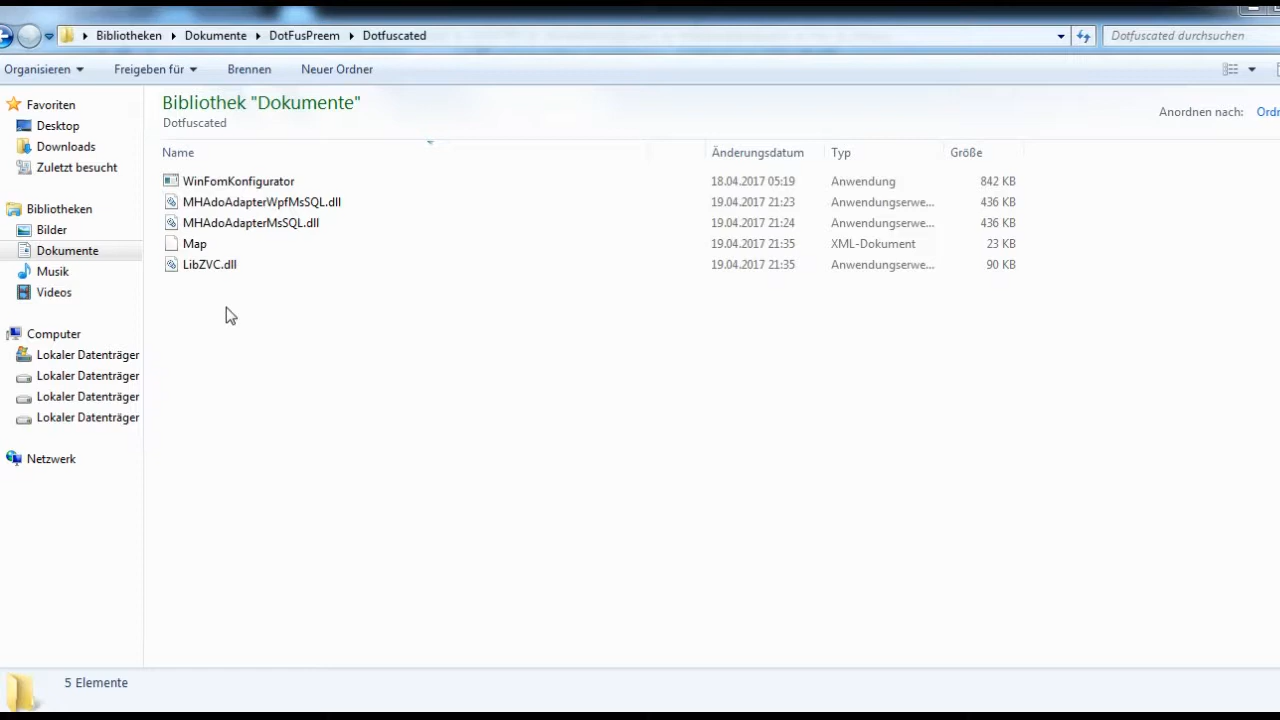 Bibliotheken Dokumente DotFusPreem Dotfuscated Dotfuscated durchsuchen
Organisieren Freigeben für Brennen Neuer Ordner
Favoriten
Desktop
Downloads
Zuletzt besucht
Bibliotheken
Bilder
Dokumente
Musik
Videos
Computer
Lokaler Datenträger
Lokaler Datenträger
Lokaler Datenträger
Lokaler Datenträger
Netzwerk
Bibliothek "Dokumente"
Dotfuscated
Anordnen nach: Ordr
Name Änderungsdatum Typ Größe
WinFomKonfigurator 18.04.2017 05:19 Anwendung 842 KB
MHAdoAdapterWpfMsSQL.dll 19.04.2017 21:23 Anwendungserwe... 436 KB
MHAdoAdapterMsSQL.dll 19.04.2017 21:24 Anwendungserwe... 436 KB
Map 19.04.2017 21:35 XML-Dokument 23 KB
LibZVC.dll 19.04.2017 21:35 Anwendungserwe... 90 KB
5 Elemente